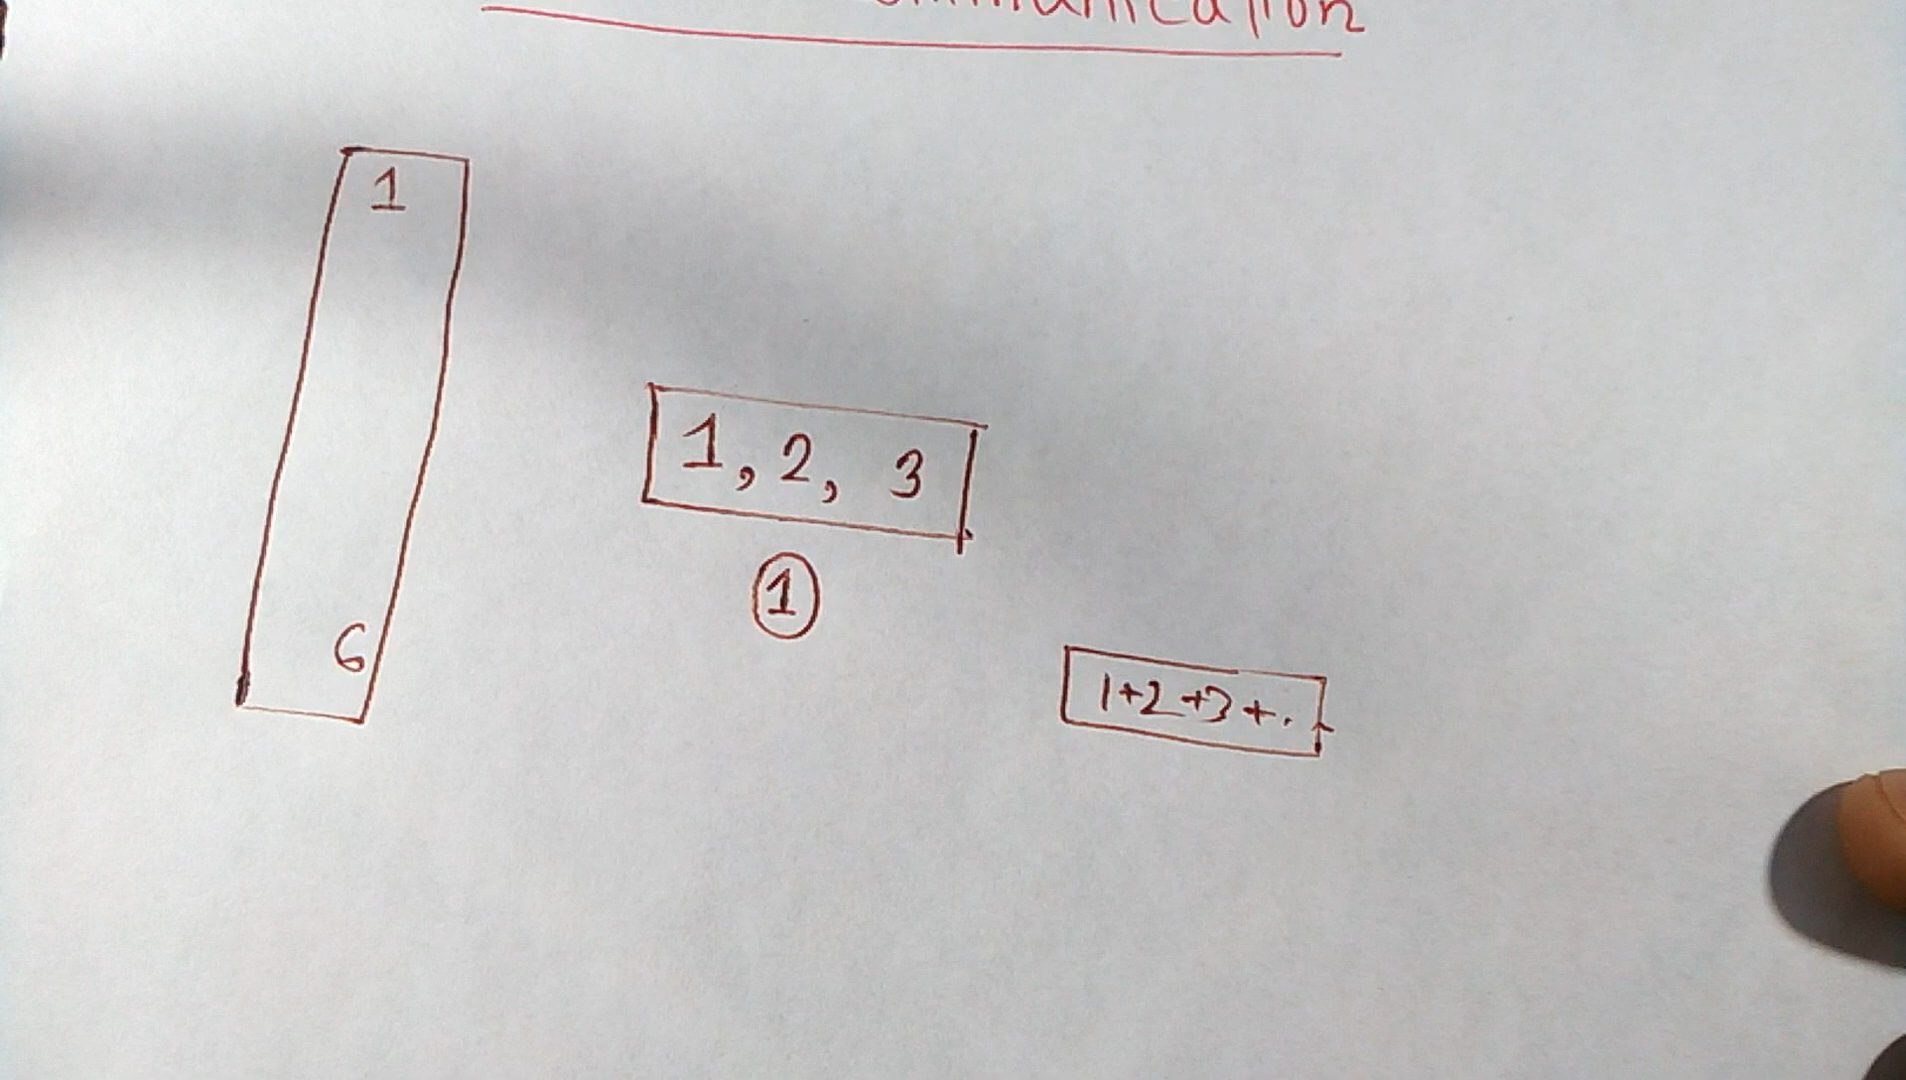 1
6
1, 2, 3
1
1+2+3+.